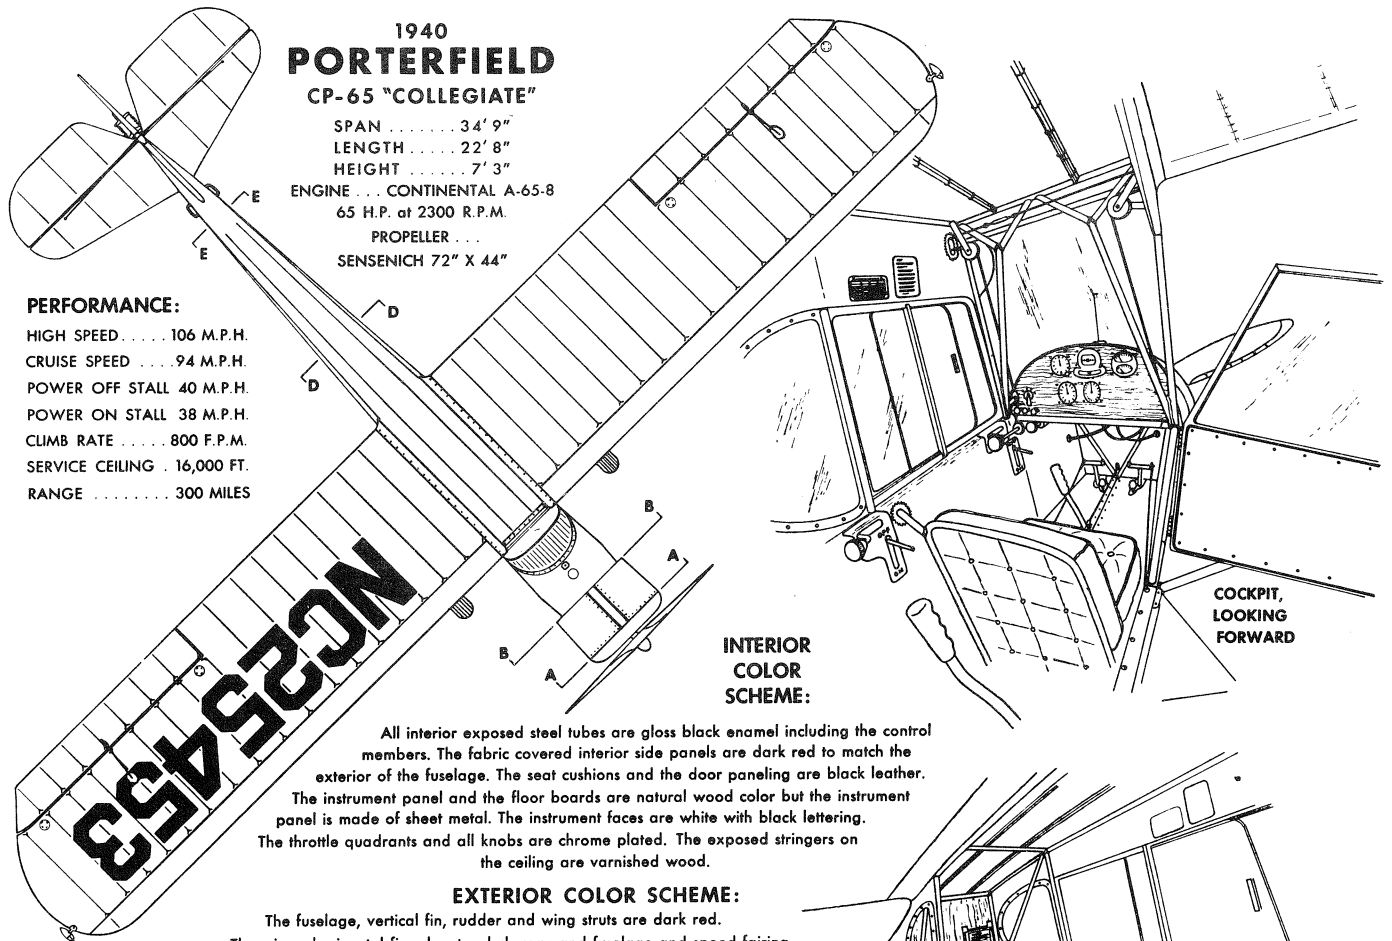 1940
PORTERFIELD
CP-65 "COLLEGIATE"
SPAN ....... 34' 9"
LENGTH ..... 22' 8"
HEIGHT ...... 7' 3"
ENGINE ... CONTINENTAL A-65-8
65 H.P. at 2300 R.P.M.
PROPELLER ...
SENSENICH 72" X 44"
E
E
D
D
PERFORMANCE:
HIGH SPEED ..... 106 M.P.H.
CRUISE SPEED .... 94 M.P.H.
POWER OFF STALL 40 M.P.H.
POWER ON STALL 38 M.P.H.
CLIMB RATE ..... 800 F.P.M.
SERVICE CEILING . 16,000 FT.
RANGE ........ 300 MILES
B
A
B
A
NC25453
COCKPIT,
LOOKING
FORWARD
INTERIOR
COLOR
SCHEME:
All interior exposed steel tubes are gloss black enamel including the control
members. The fabric covered interior side panels are dark red to match the
exterior of the fuselage. The seat cushions and the door paneling are black leather.
The instrument panel and the floor boards are natural wood color but the instrument
panel is made of sheet metal. The instrument faces are white with black lettering.
The throttle quadrants and all knobs are chrome plated. The exposed stringers on
the ceiling are varnished wood.
EXTERIOR COLOR SCHEME:
The fuselage, vertical fin, rudder and wing struts are dark red.